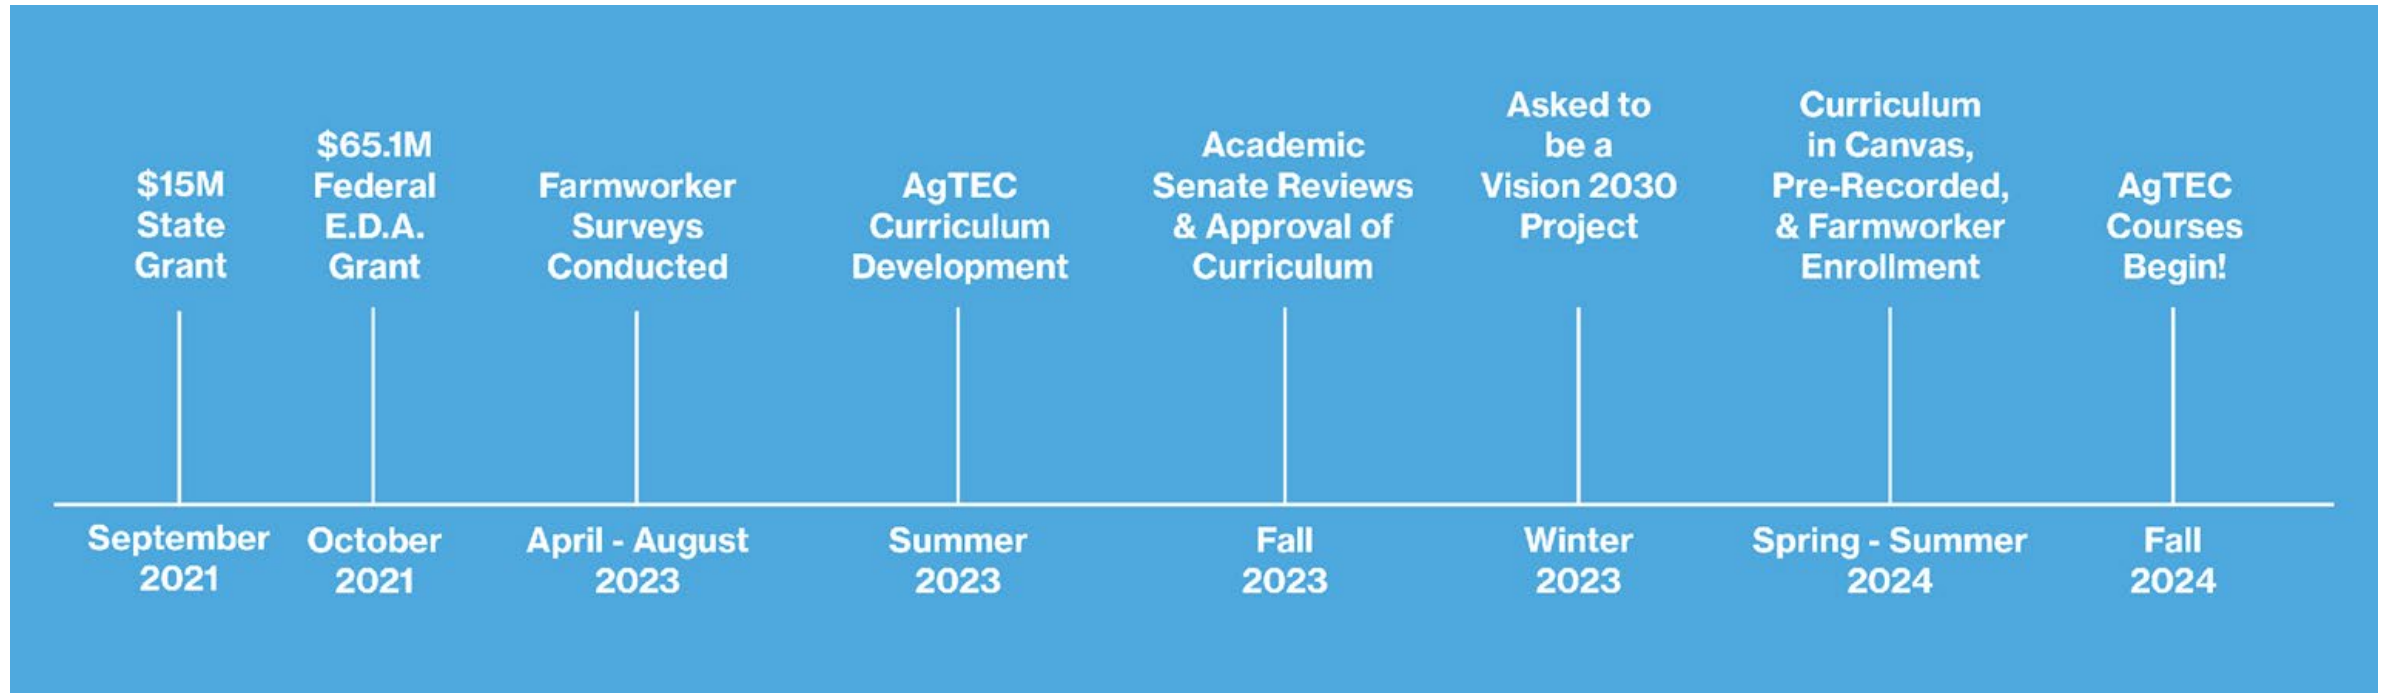 $15M
State
Grant
September
2021
$65.1M
Federal
E.D.A.
Grant
October
2021
Farmworker
Surveys
Conducted
April - August
2023
AgTEC
Curriculum
Development
Summer
2023
Academic
Senate Reviews
& Approval of
Curriculum
Fall
2023
Asked to
be a
Vision 2030
Project
Winter
2023
Curriculum
in Canvas,
Pre-Recorded,
& Farmworker
Enrollment
Spring - Summer
2024
AgTEC
Courses
Begin!
Fall
2024